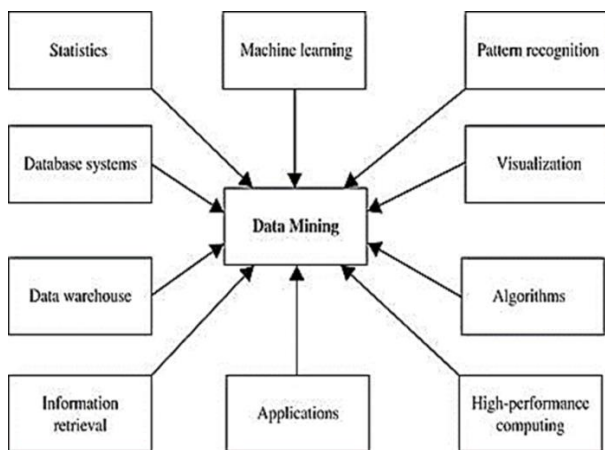 Statistics
Machine learning
Pattern recognition
Database systems
Visualization
Data Mining
Data warehouse
Algorithms
Information
retrieval
Applications
High-performance
computing